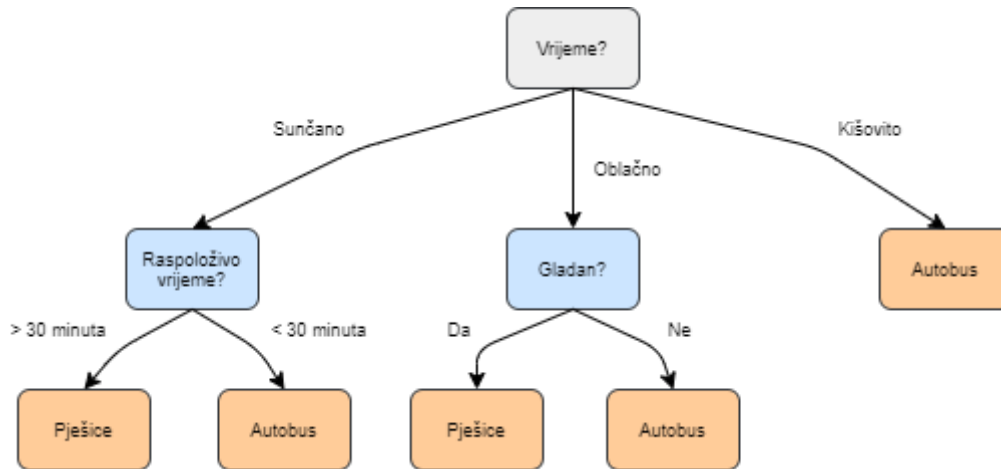 Vrijeme?
Sunčano
Kišovito
Oblačno
Raspoloživo
vrijeme?
Gladan?
Autobus
> 30 minuta
< 30 minuta
Da
Ne
Pješice
Autobus
Pješice
Autobus